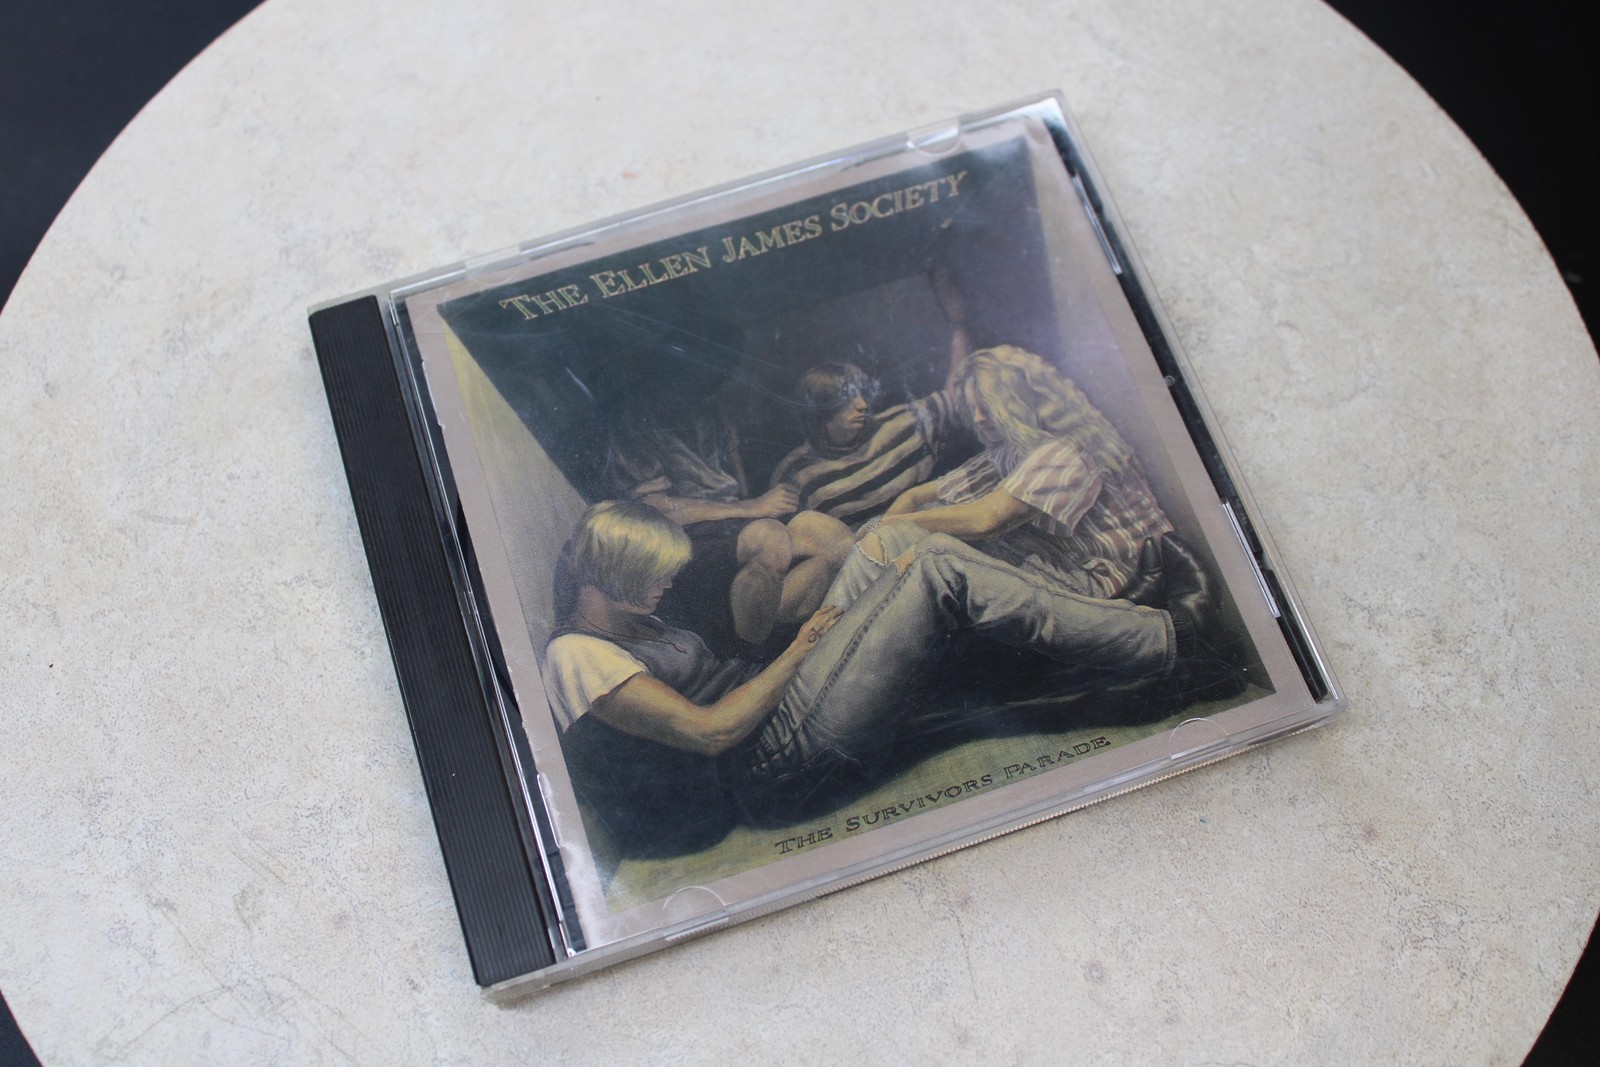 The Ellen James Society
The Survivors Parade